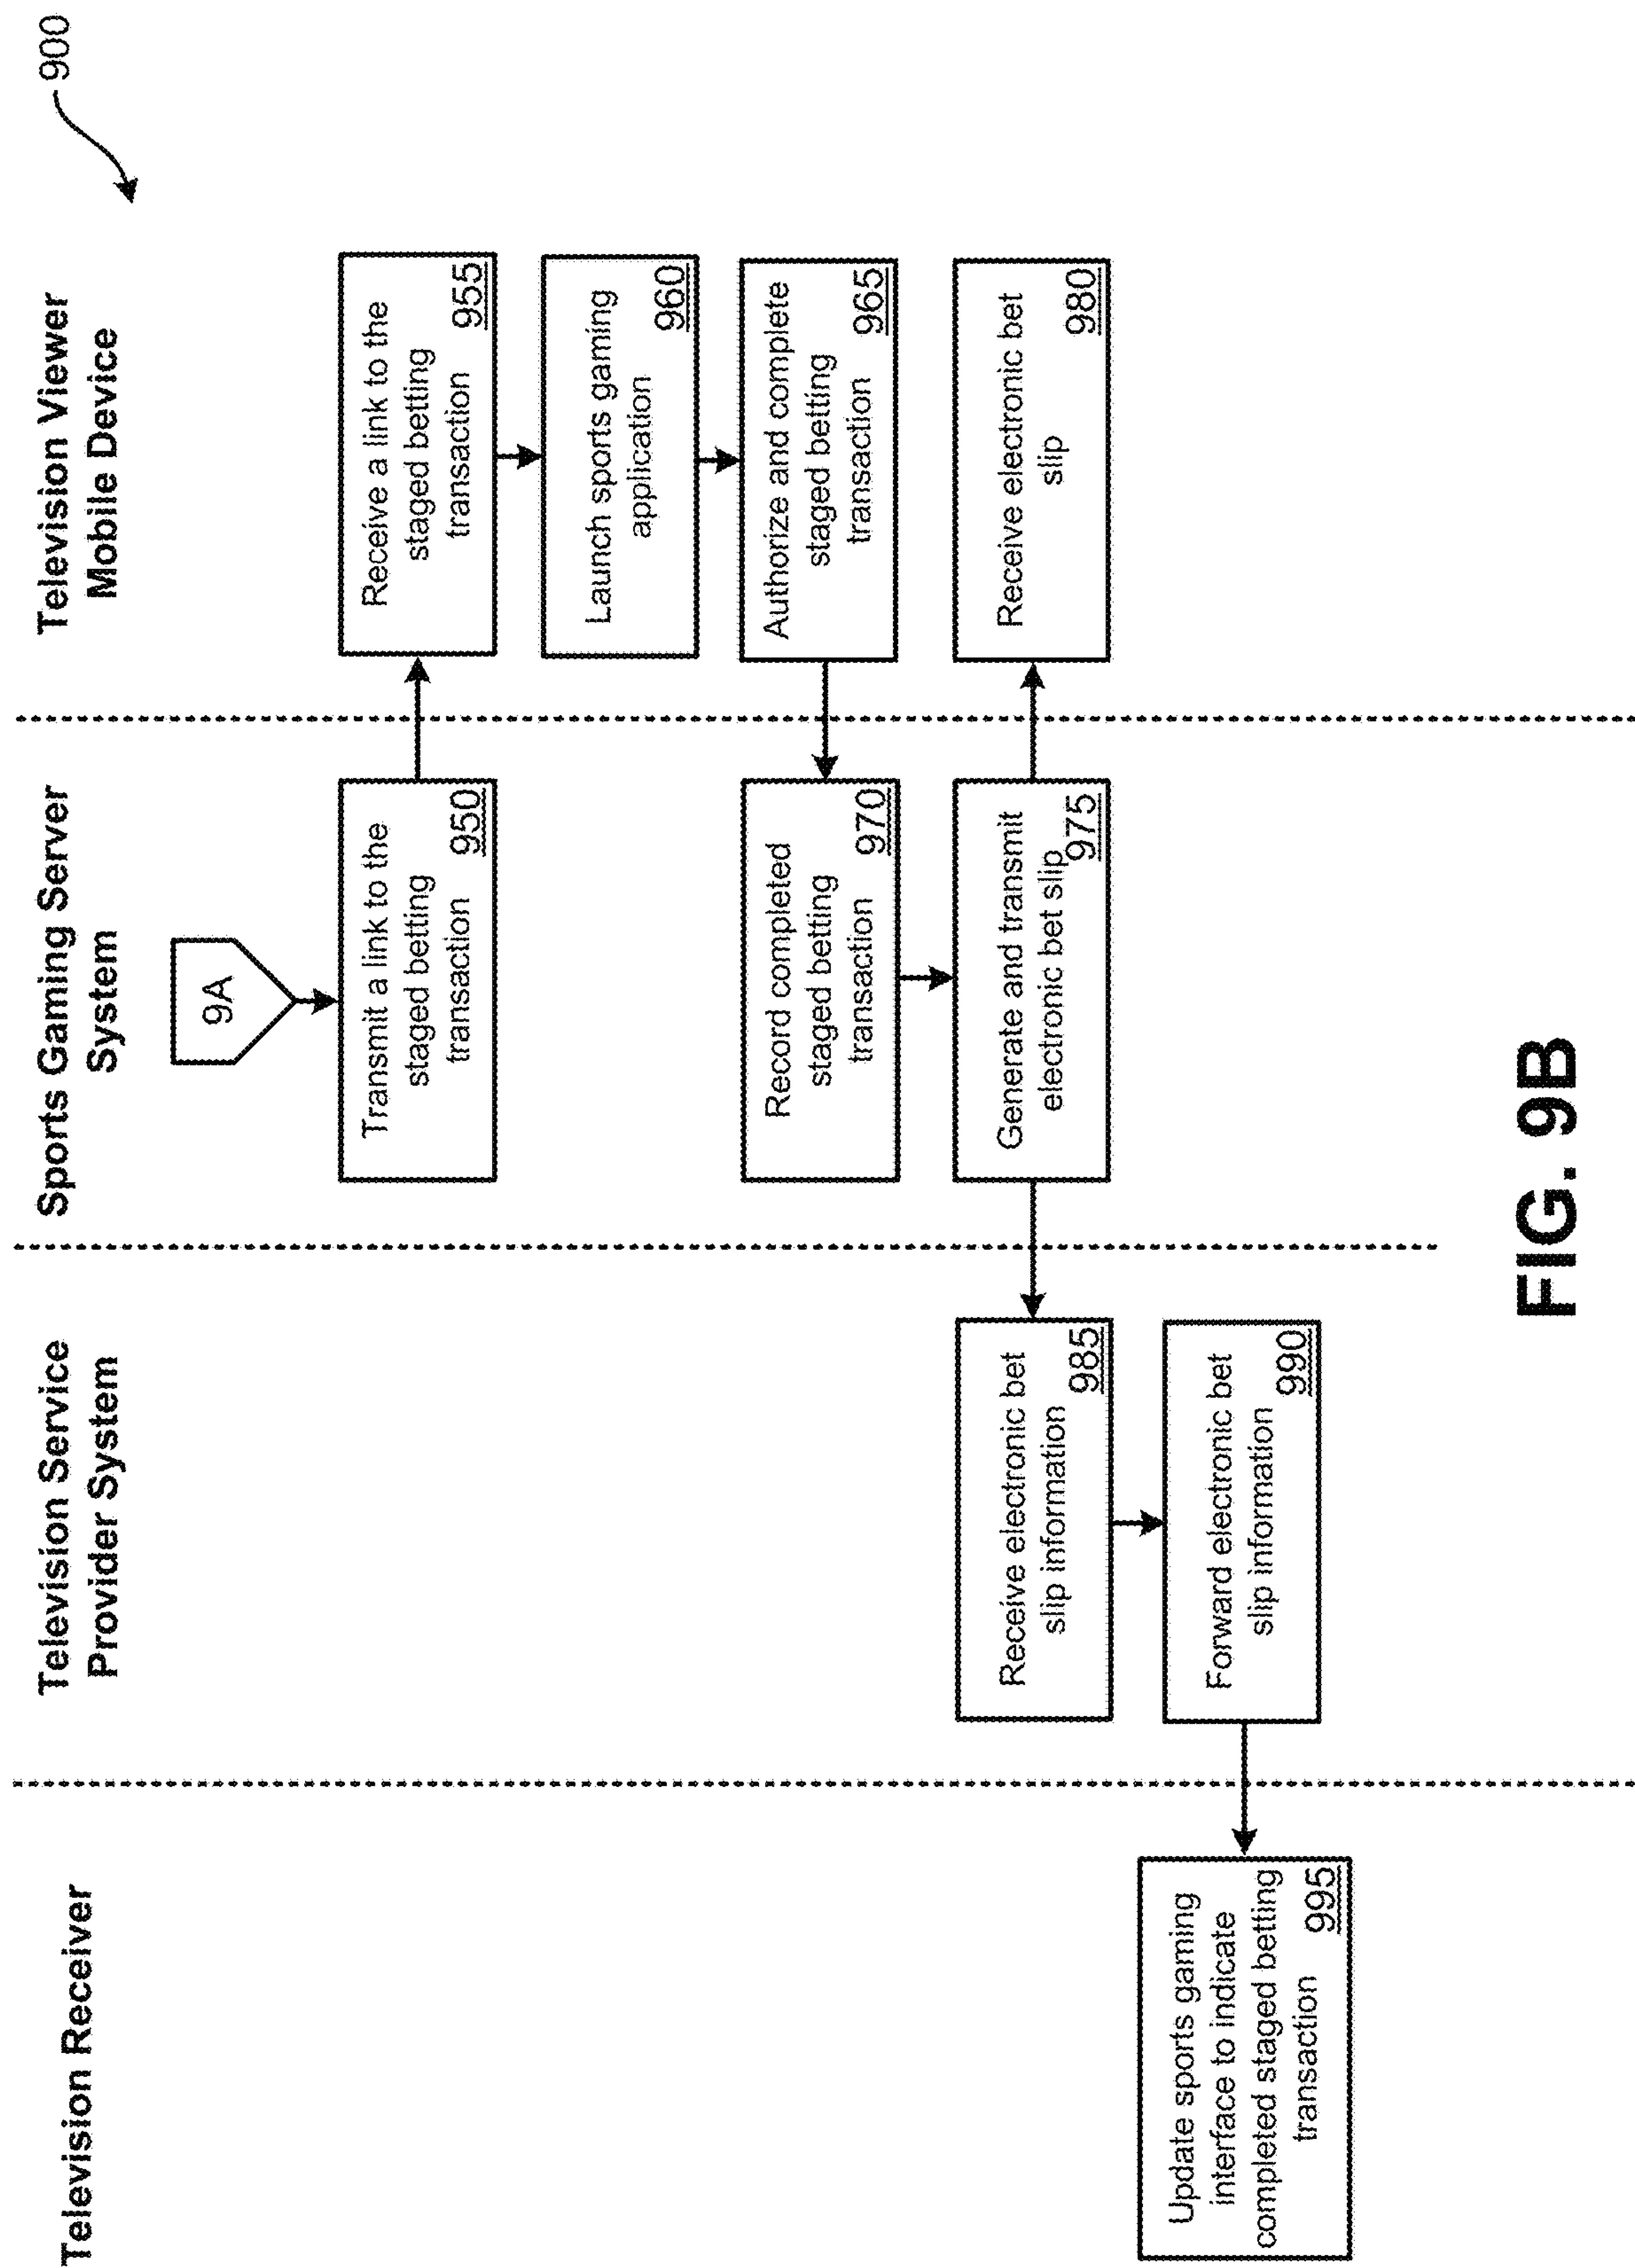 900
Television Receiver
Television Service
Provider System
Sports Gaming Server
System
Television Viewer
Mobile Device
9A
Transmit a link to the
staged betting
transaction
950
Receive a link to the
staged betting
transaction
955
Launch sports gaming
application
960
Authorize and complete
staged betting
transaction
965
Record completed
staged betting
transaction
970
Generate and transmit
electronic bet slip
975
Receive electronic bet
slip
980
Receive electronic bet
slip information
985
Forward electronic bet
slip information
990
Update sports gaming
interface to indicate
completed staged betting
transaction
995
FIG. 9B